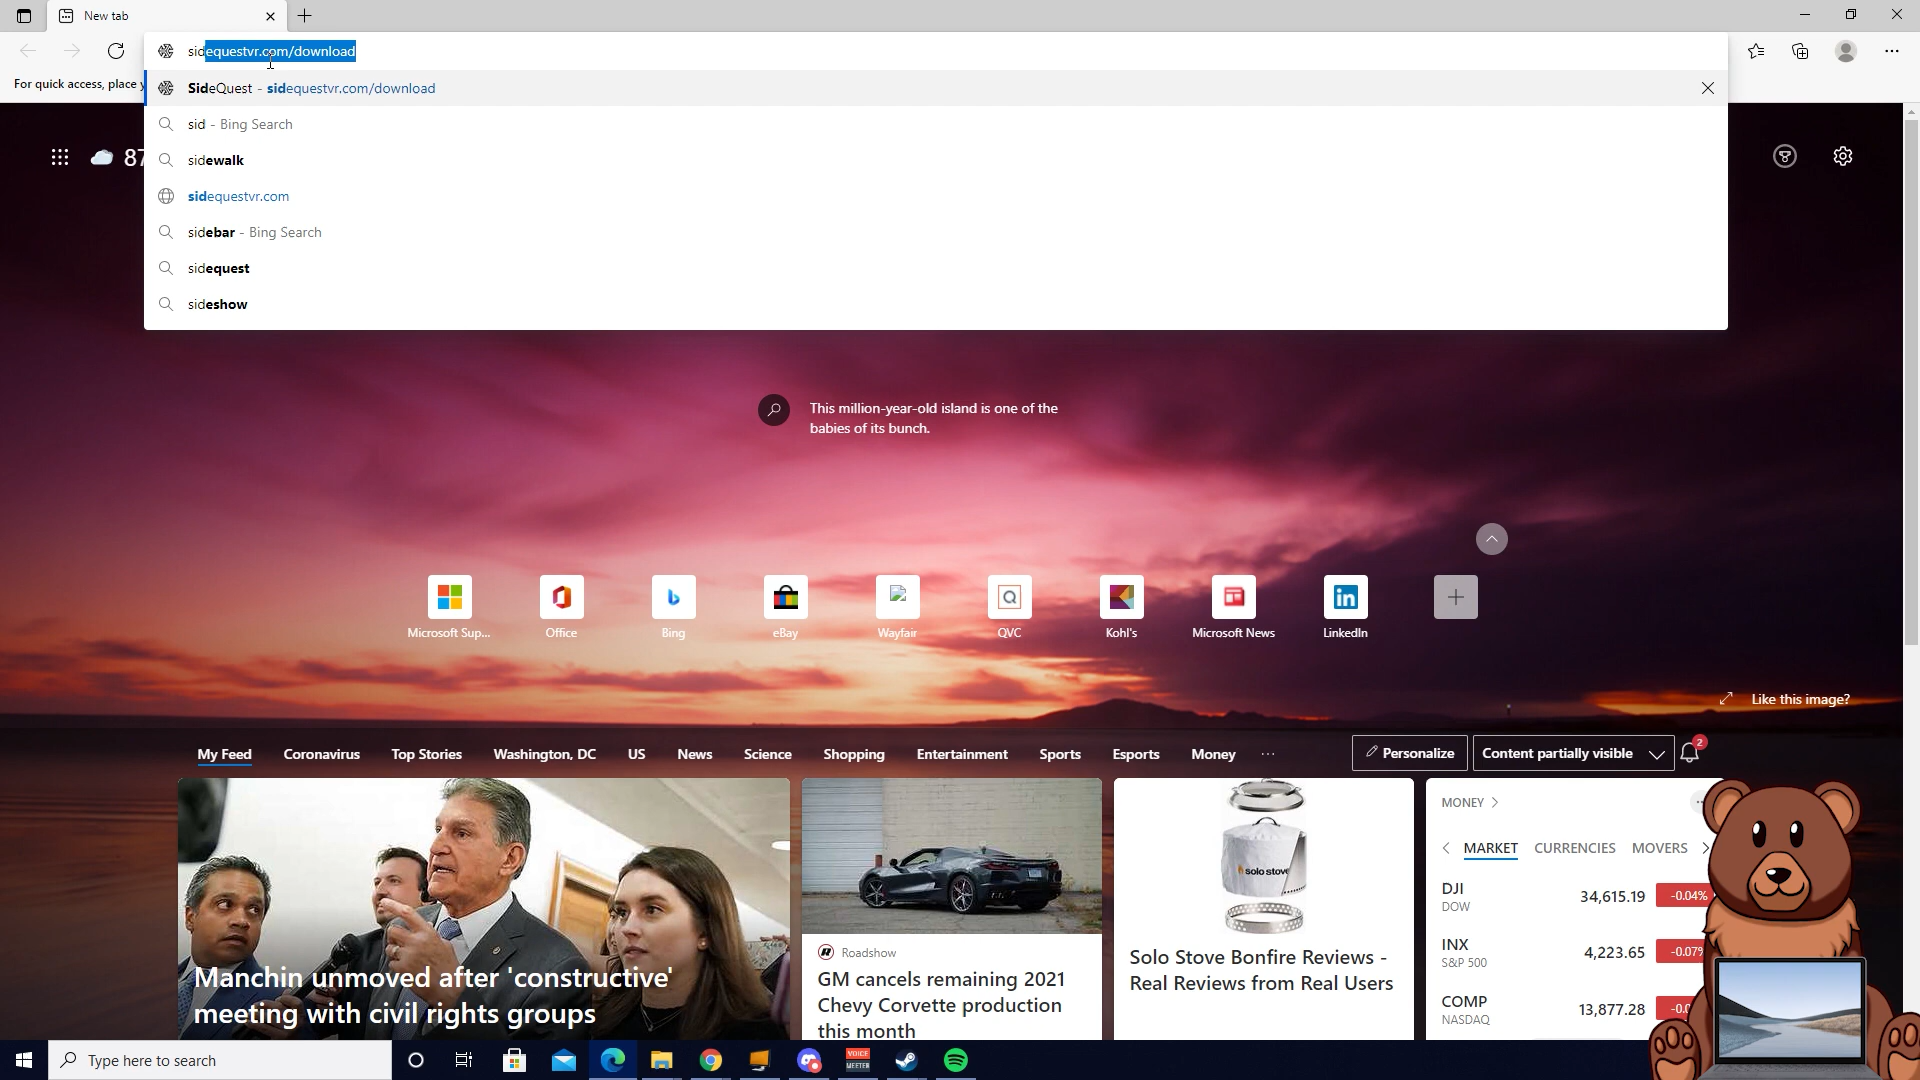 New tab
sidequestvr.com/download
For quick access, place y
SideQuest - sidequestvr.com/download
sid - Bing Search
sidewalk
sidequestvr.com
sidebar - Bing Search
sidequest
sideshow
87
This million-year-old island is one of the
babies of its bunch.
Microsoft Sup...
Office
Bing
eBay
Wayfair
QVC
Kohl's
Microsoft News
LinkedIn
Like this image?
My Feed
Coronavirus
Top Stories
Washington, DC
US
News
Science
Shopping
Entertainment
Sports
Esports
Money
Personalize
Content partially visible
2
Manchin unmoved after 'constructive'
meeting with civil rights groups
Roadshow
GM cancels remaining 2021
Chevy Corvette production
this month
solo stove
Solo Stove Bonfire Reviews -
Real Reviews from Real Users
MONEY
MARKET
CURRENCIES
MOVERS
DJI
DOW
34,615.19
-0.04%
INX
S&P 500
4,223.65
-0.07%
COMP
NASDAQ
13,877.28
-0.0
Type here to search
VOICE
MEETER